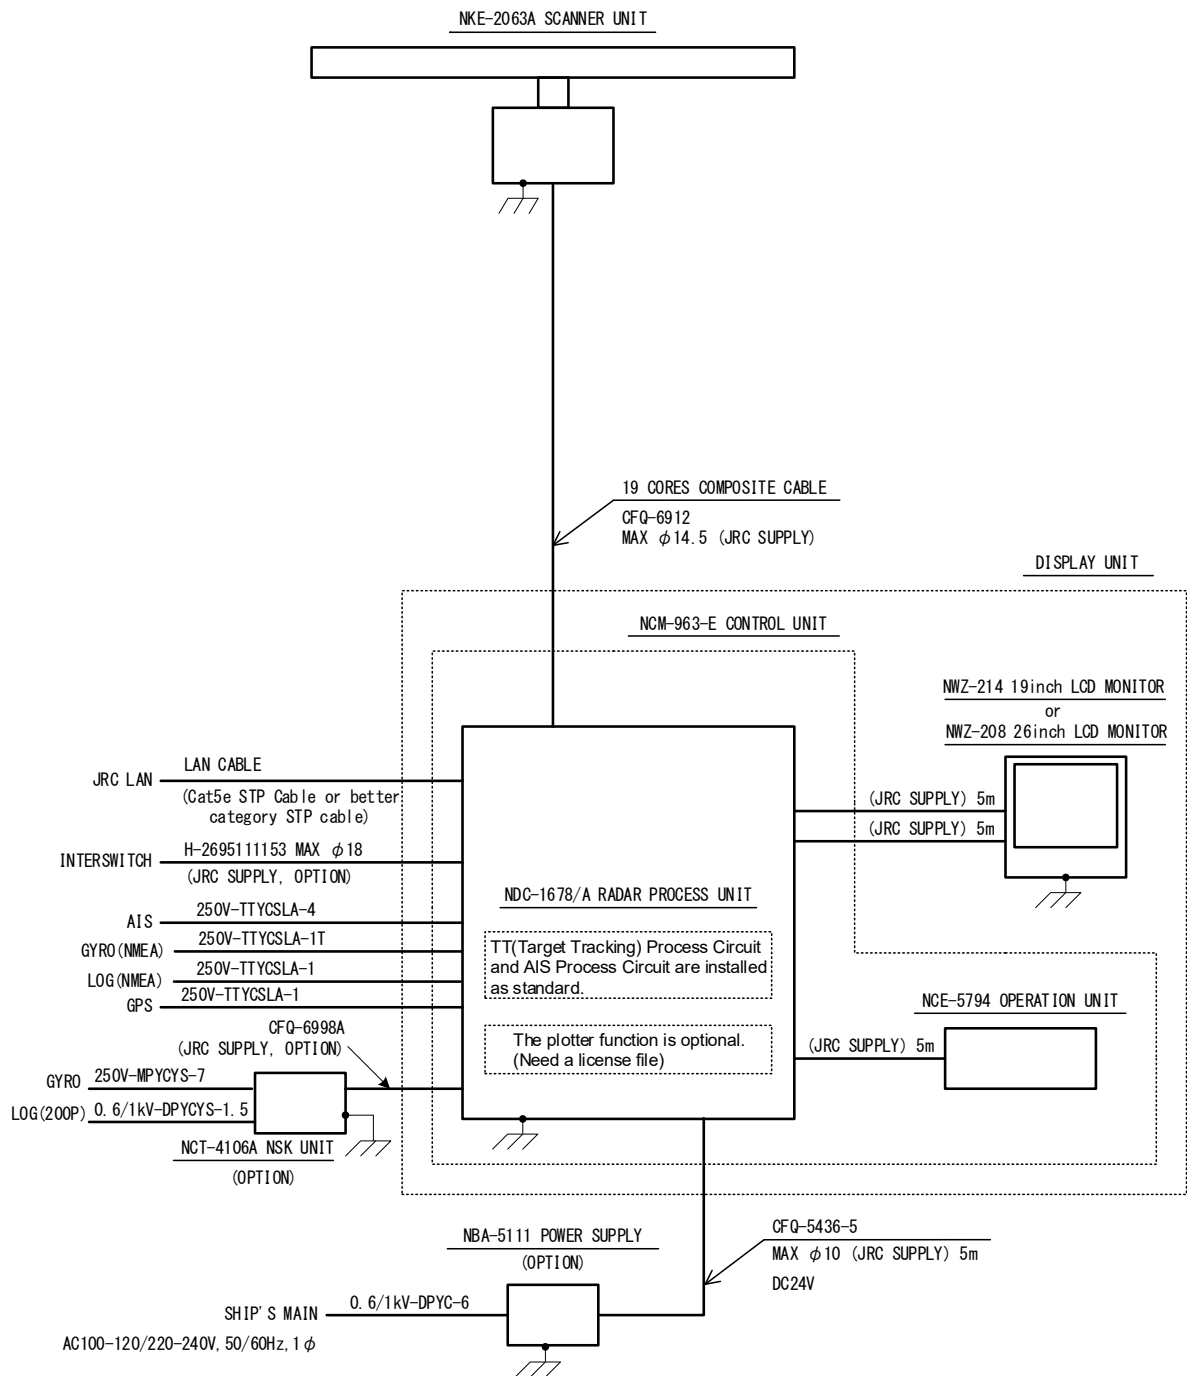 NKE-2063A SCANNER UNIT
19 CORES COMPOSITE CABLE
CFQ-6912
MAX φ14.5 (JRC SUPPLY)
DISPLAY UNIT
NCM-963-E CONTROL UNIT
NWZ-214 19inch LCD MONITOR
or
NWZ-208 26inch LCD MONITOR
JRC LAN
LAN CABLE
(Cat5e STP Cable or better
category STP cable)
(JRC SUPPLY) 5m
(JRC SUPPLY) 5m
INTERSWITCH
H-2695111153 MAX φ18
(JRC SUPPLY, OPTION)
NDC-1678/A RADAR PROCESS UNIT
AIS
250V-TTYCSLA-4
GYRO(NMEA)
250V-TTYCSLA-1T
LOG(NMEA)
250V-TTYCSLA-1
GPS
250V-TTYCSLA-1
TT(Target Tracking) Process Circuit
and AIS Process Circuit are installed
as standard.
NCE-5794 OPERATION UNIT
CFQ-6998A
(JRC SUPPLY, OPTION)
The plotter function is optional.
(Need a license file)
(JRC SUPPLY) 5m
GYRO
250V-MPYCYS-7
LOG(200P)
0.6/1kV-DPYCYS-1.5
NCT-4106A NSK UNIT
(OPTION)
NBA-5111 POWER SUPPLY
(OPTION)
CFQ-5436-5
MAX φ10 (JRC SUPPLY) 5m
DC24V
SHIP'S MAIN
0.6/1kV-DPYC-6
AC100-120/220-240V, 50/60Hz, 1φ